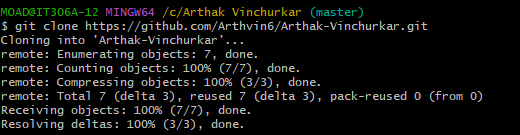 MOAD@IT306A-12 MINGW64 /c/Arthak Vinchurkar (master)
$ git clone https://github.com/Arthvin6/Arthak-Vinchurkar.git
Cloning into 'Arthak-Vinchurkar'...
remote: Enumerating objects: 7, done.
remote: Counting objects: 100% (7/7), done.
remote: Compressing objects: 100% (3/3), done.
remote: Total 7 (delta 3), reused 7 (delta 3), pack-reused 0 (from 0)
Receiving objects: 100% (7/7), done.
Resolving deltas: 100% (3/3), done.